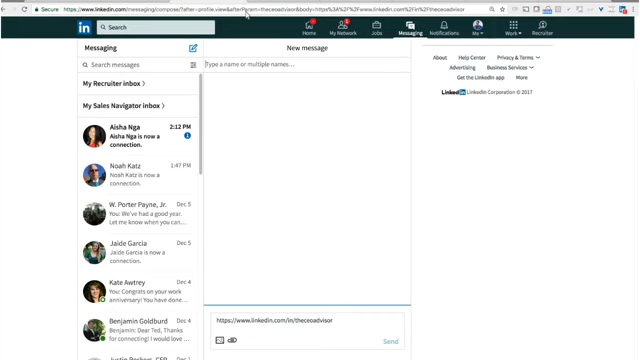 Secure https://www.linkedin.com/messaging/compose/?after=profile.view&afterParam=theceoadvisor&body=https%3A%2F%2Fwww.linkedin.com%2Fin%2Ftheceoadvisor
in Search Home My Network Jobs Messaging Notifications Me Work Recruiter
Messaging
New message
Search messages
Type a name or multiple names…
My Recruiter inbox
My Sales Navigator inbox
Aisha Nga 2:12 PM
Aisha Nga is now a
connection.
1
Noah Katz 1:47 PM
Noah Katz is now a
connection.
W. Porter Payne, Jr. Dec 5
You: We've had a good year.
Let me know when you can…
Jaide Garcia Dec 5
Jaide Garcia is now a
connection.
Kate Awtrey Dec 4
You: Congrats on your work
anniversary! You have done…
Benjamin Goldburd Dec 4
Benjamin: Dear Ted, Thanks
for connecting! I would love …
https://www.linkedin.com/in/theceoadvisor
Send
About Help Center Privacy & Terms
Advertising Business Services
Get the LinkedIn app More
LinkedIn LinkedIn Corporation © 2017